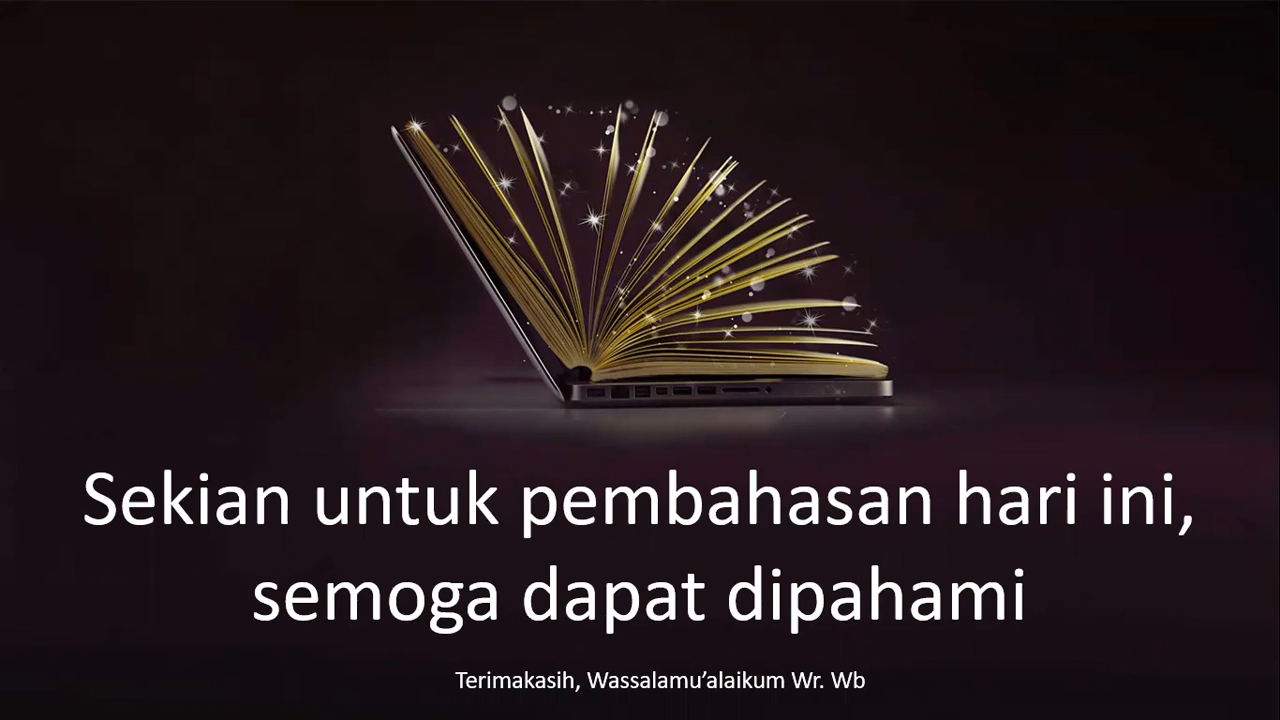 Sekian untuk pembahasan hari ini,
semoga dapat dipahami
Terimakasih, Wassalamu’alaikum Wr. Wb